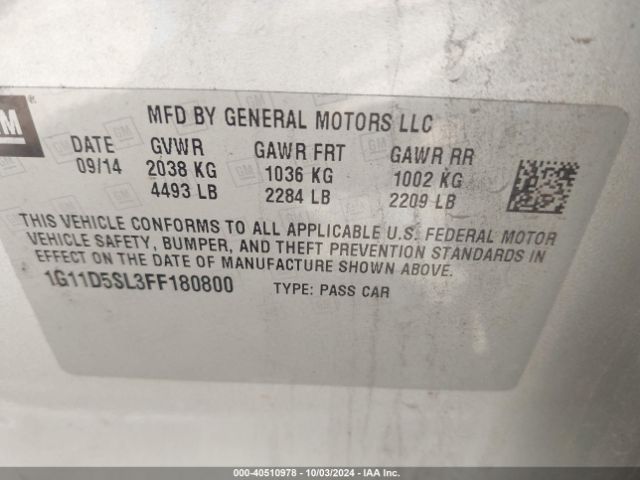 GM
MFD BY GENERAL MOTORS LLC
DATE GVWR GAWR FRT GAWR RR
09/14 2038 KG 1036 KG 1002 KG
4493 LB 2284 LB 2209 LB
THIS VEHICLE CONFORMS TO ALL APPLICABLE U.S. FEDERAL MOTOR
VEHICLE SAFETY, BUMPER, AND THEFT PREVENTION STANDARDS IN
EFFECT ON THE DATE OF MANUFACTURE SHOWN ABOVE.
1G11D5SL3FF180800 TYPE: PASS CAR
000-40510978 - 10/03/2024 - IAA Inc.